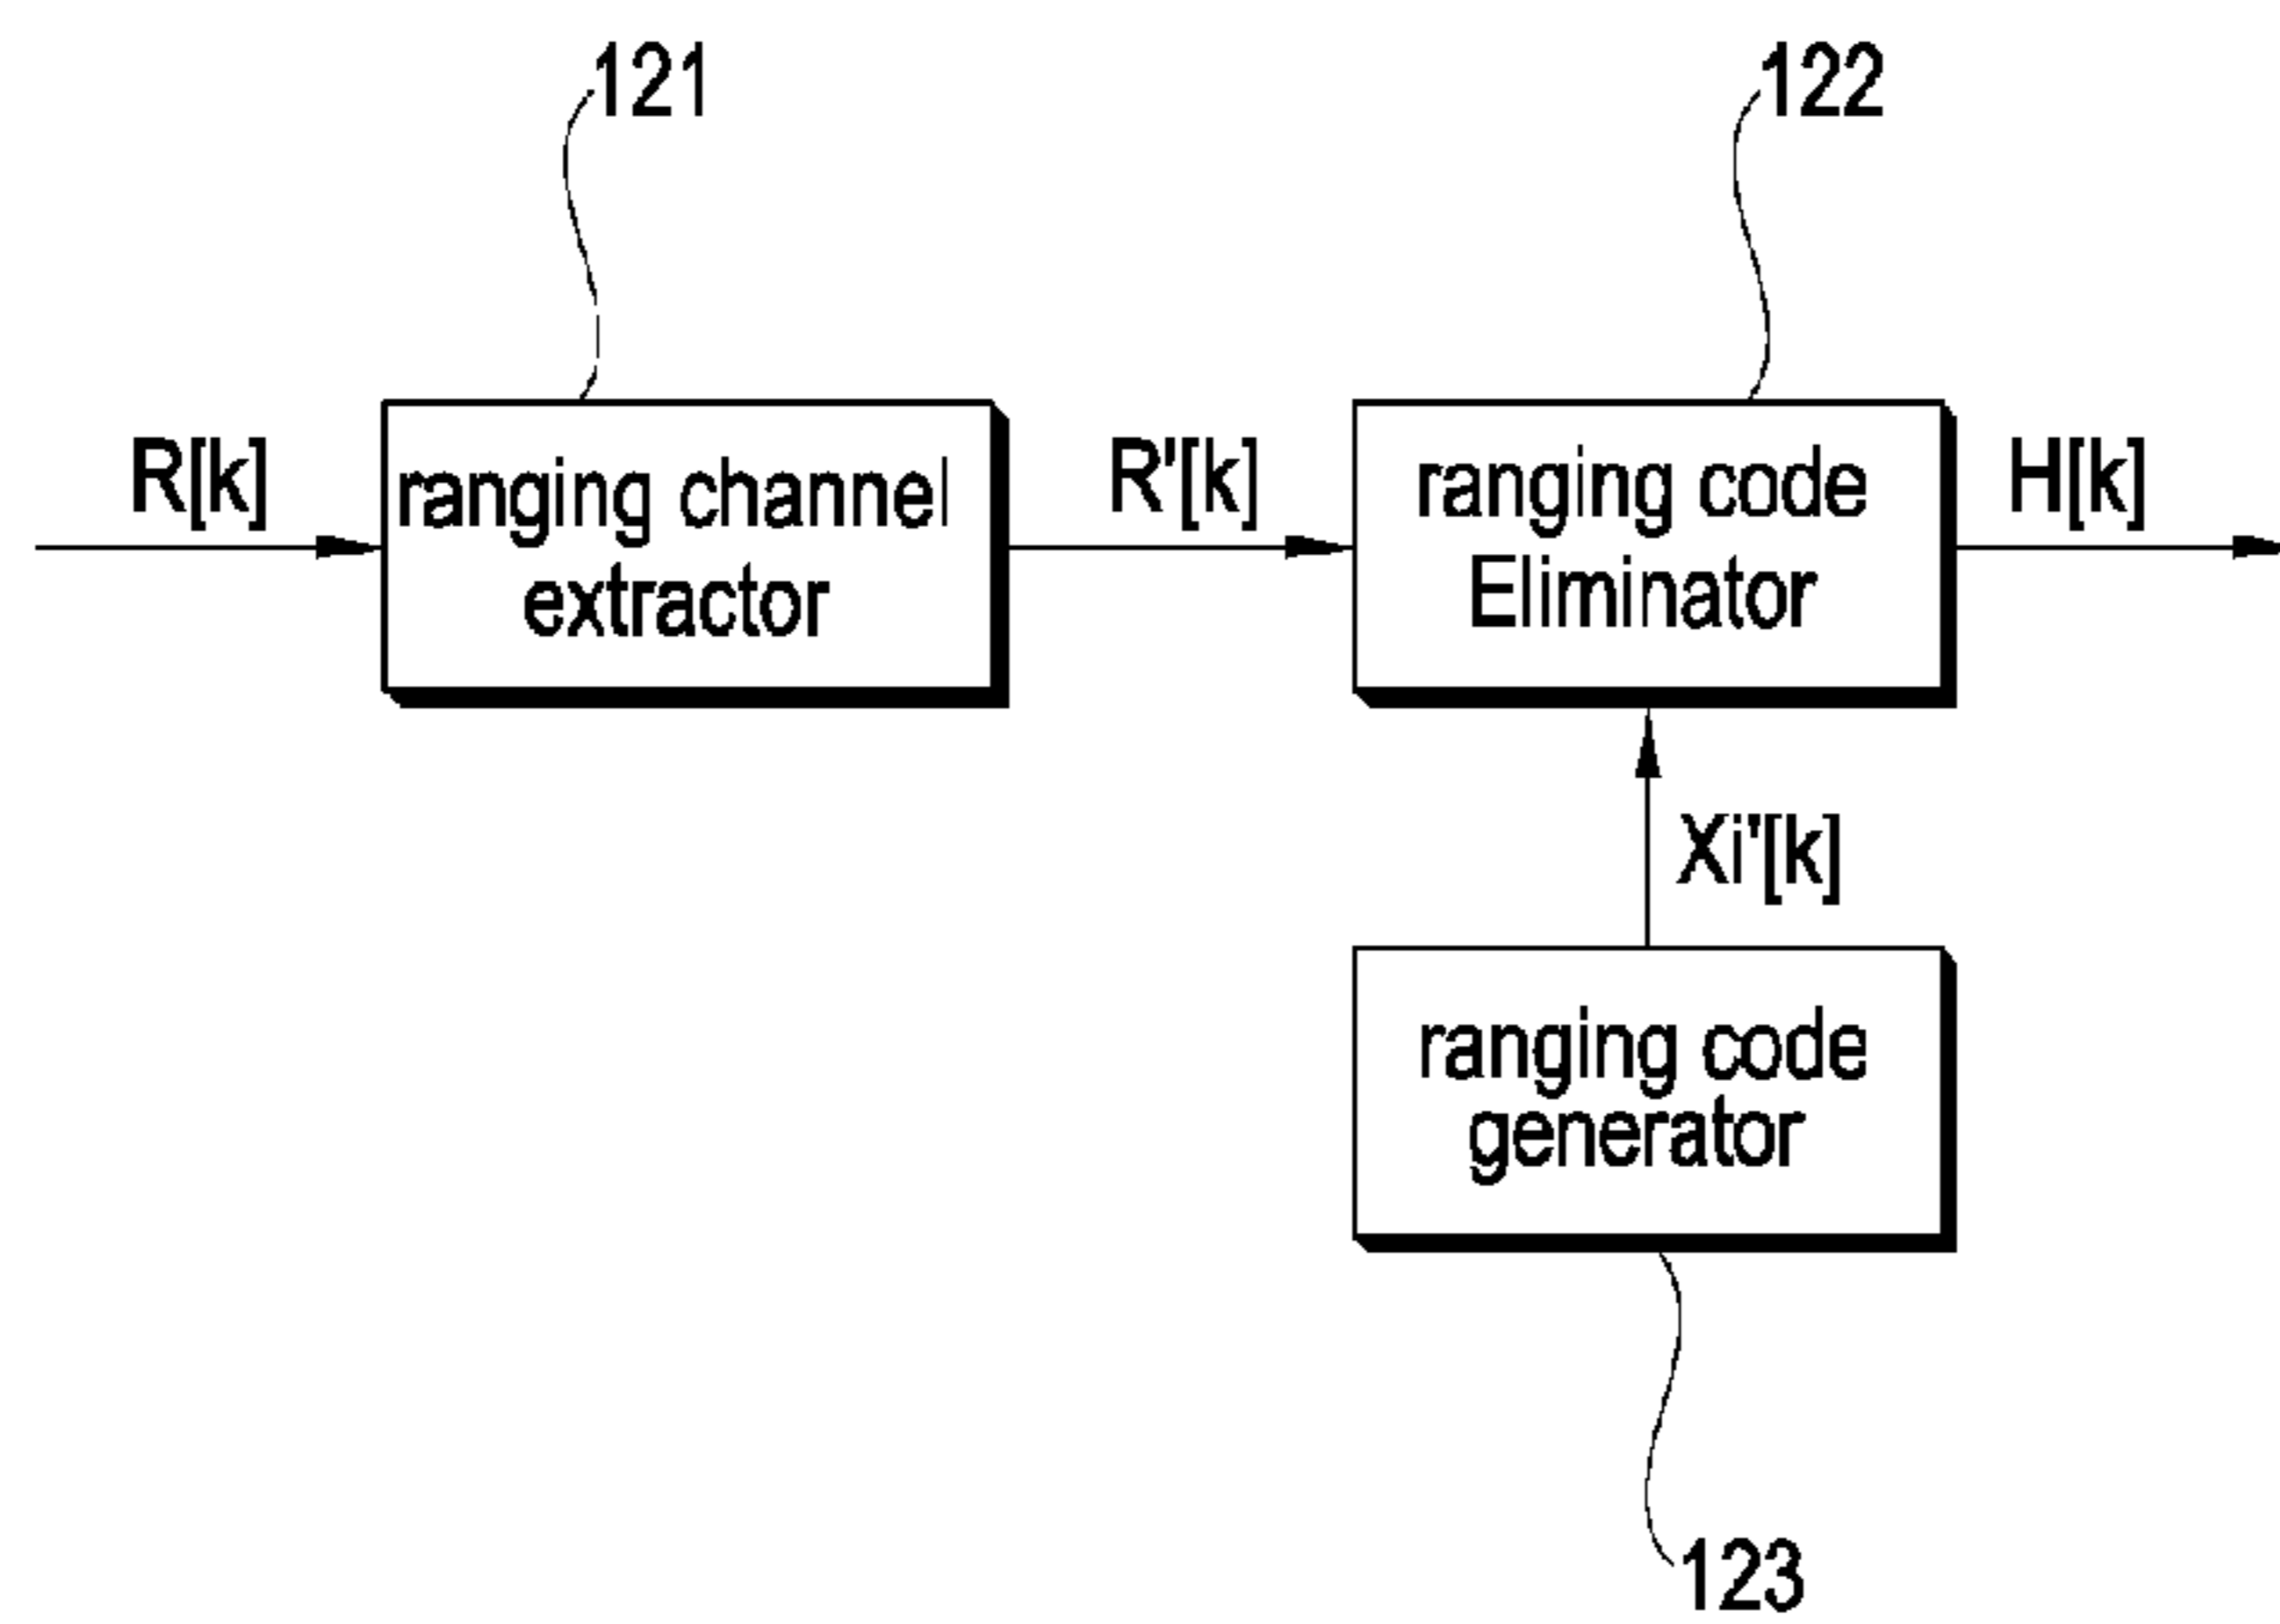 121
122
R[k]
ranging channel
extractor
R'[k]
ranging code
Eliminator
H[k]
Xi'[k]
ranging code
generator
123